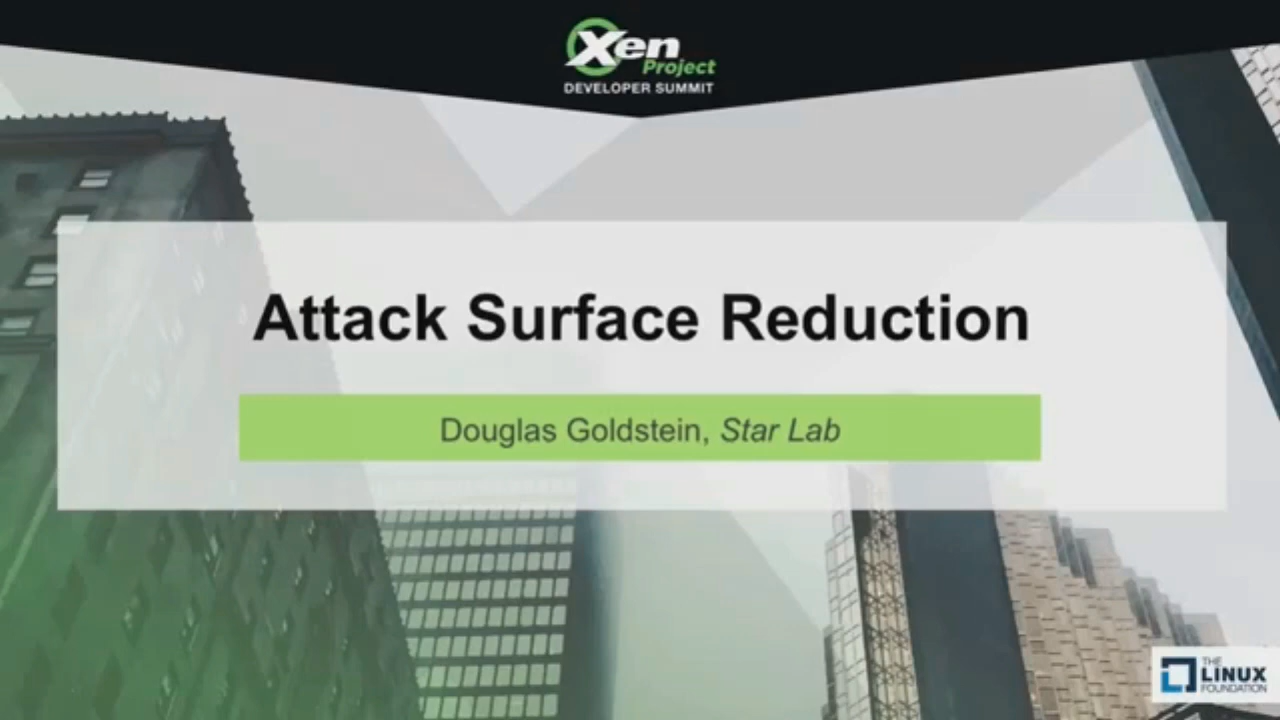 Xen
Project
DEVELOPER SUMMIT
Attack Surface Reduction
Douglas Goldstein, Star Lab
THE
LINUX
FOUNDATION